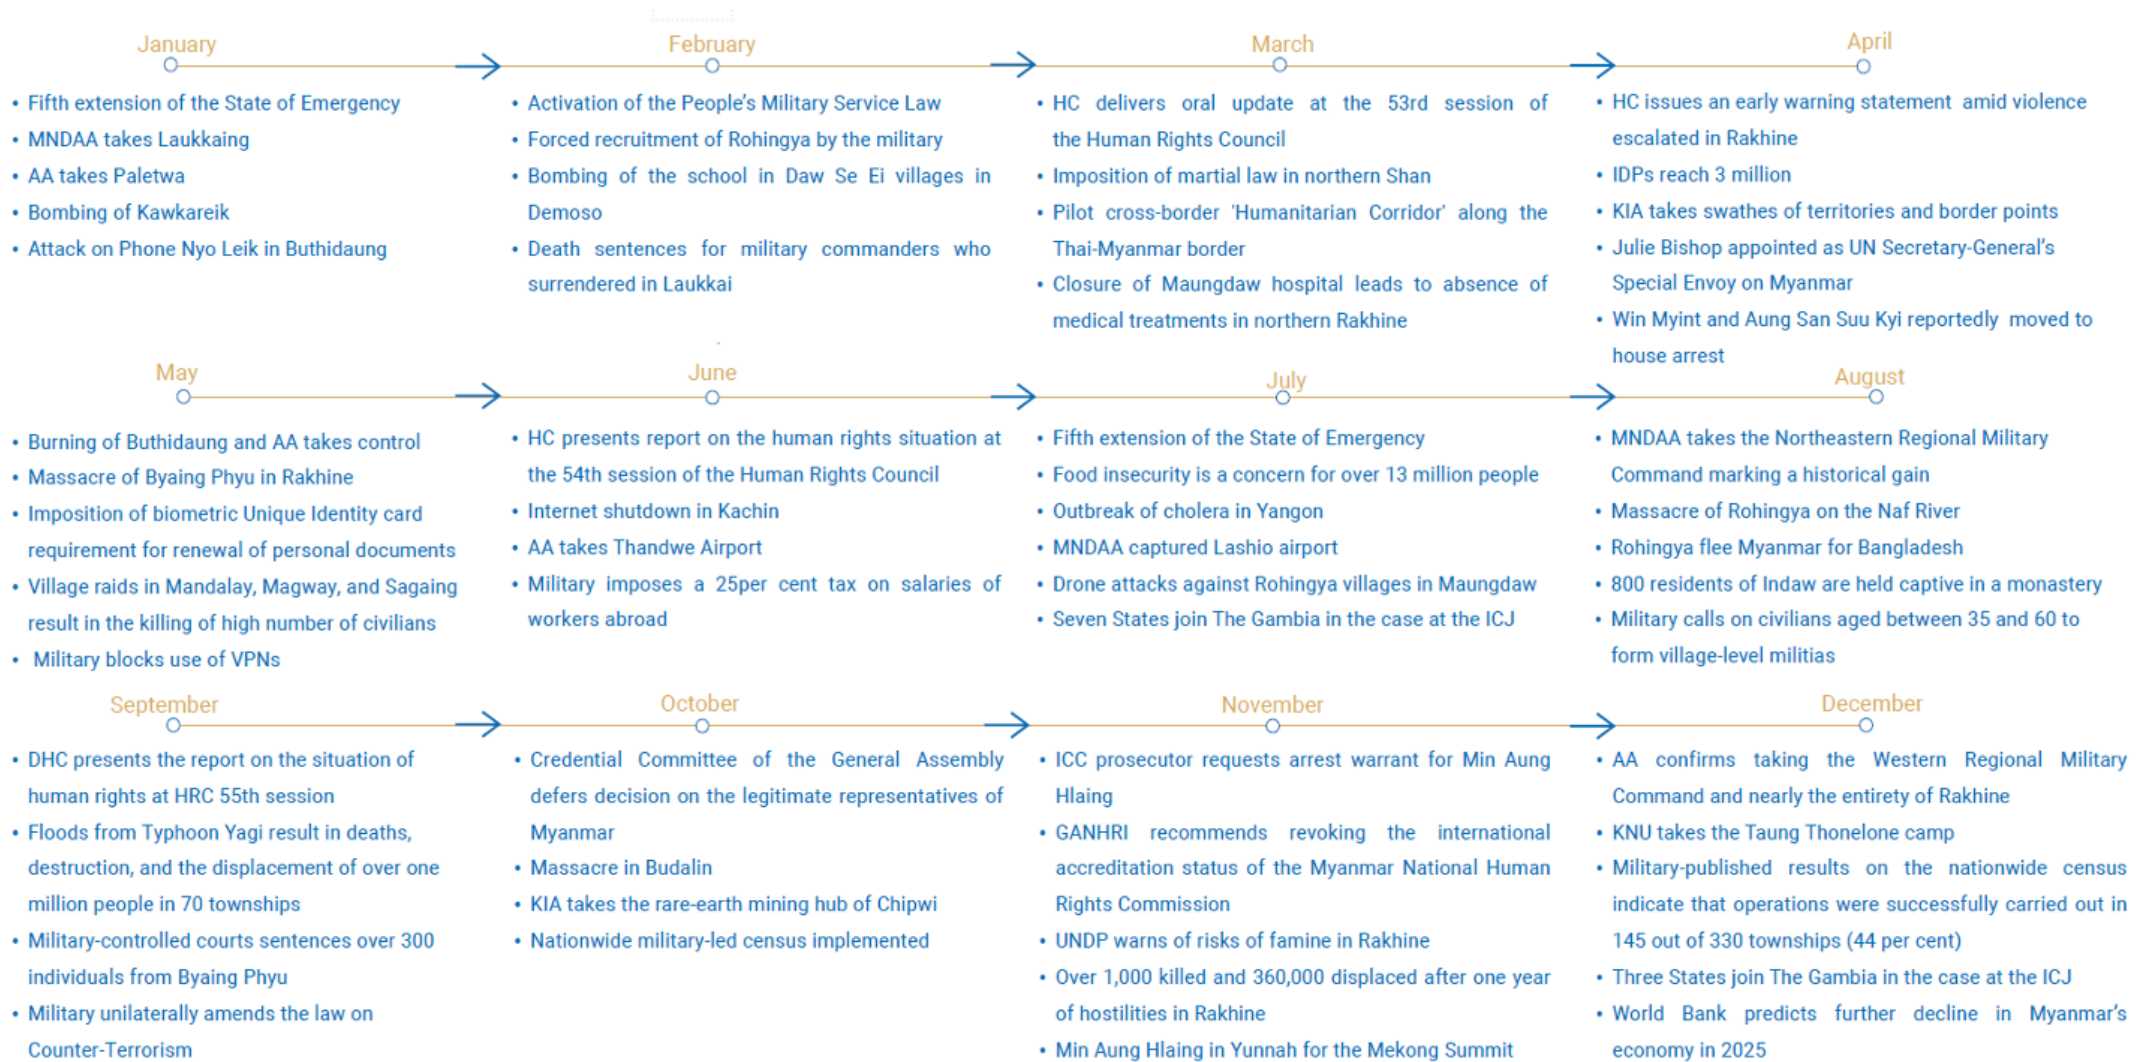 January
• Fifth extension of the State of Emergency
• MNDAA takes Laukkaing
• AA takes Paletwa
• Bombing of Kawkareik
• Attack on Phone Nyo Leik in Buthidaung
February
• Activation of the People's Military Service Law
• Forced recruitment of Rohingya by the military
• Bombing of the school in Daw Se Ei villages in
Demoso
• Death sentences for military commanders who
surrendered in Laukkai
March
• HC delivers oral update at the 53rd session of
the Human Rights Council
• Imposition of martial law in northern Shan
• Pilot cross-border 'Humanitarian Corridor' along the
Thai-Myanmar border
• Closure of Maungdaw hospital leads to absence of
medical treatments in northern Rakhine
April
• HC issues an early warning statement amid violence
escalated in Rakhine
• IDPs reach 3 million
• KIA takes swathes of territories and border points
• Julie Bishop appointed as UN Secretary-General's
Special Envoy on Myanmar
• Win Myint and Aung San Suu Kyi reportedly moved to
house arrest
May
• Burning of Buthidaung and AA takes control
• Massacre of Byaing Phyu in Rakhine
• Imposition of biometric Unique Identity card
requirement for renewal of personal documents
• Village raids in Mandalay, Magway, and Sagaing
result in the killing of high number of civilians
• Military blocks use of VPNs
June
• HC presents report on the human rights situation at
the 54th session of the Human Rights Council
• Internet shutdown in Kachin
• AA takes Thandwe Airport
• Military imposes a 25per cent tax on salaries of
workers abroad
July
• Fifth extension of the State of Emergency
• Food insecurity is a concern for over 13 million people
• Outbreak of cholera in Yangon
• MNDAA captured Lashio airport
• Drone attacks against Rohingya villages in Maungdaw
• Seven States join The Gambia in the case at the ICJ
August
• MNDAA takes the Northeastern Regional Military
Command marking a historical gain
• Massacre of Rohingya on the Naf River
• Rohingya flee Myanmar for Bangladesh
• 800 residents of Indaw are held captive in a monastery
• Military calls on civilians aged between 35 and 60 to
form village-level militias
September
• DHC presents the report on the situation of
human rights at HRC 55th session
• Floods from Typhoon Yagi result in deaths,
destruction, and the displacement of over one
million people in 70 townships
• Military-controlled courts sentences over 300
individuals from Byaing Phyu
• Military unilaterally amends the law on
Counter-Terrorism
October
• Credential Committee of the General Assembly
defers decision on the legitimate representatives of
Myanmar
• Massacre in Budalin
• KIA takes the rare-earth mining hub of Chipwi
• Nationwide military-led census implemented
November
• ICC prosecutor requests arrest warrant for Min Aung
Hlaing
• GANHRI recommends revoking the international
accreditation status of the Myanmar National Human
Rights Commission
• UNDP warns of risks of famine in Rakhine
• Over 1,000 killed and 360,000 displaced after one year
of hostilities in Rakhine
• Min Aung Hlaing in Yunnah for the Mekong Summit
December
• AA confirms taking the Western Regional Military
Command and nearly the entirety of Rakhine
• KNU takes the Taung Thonelone camp
• Military-published results on the nationwide census
indicate that operations were successfully carried out in
145 out of 330 townships (44 per cent)
• Three States join The Gambia in the case at the ICJ
• World Bank predicts further decline in Myanmar's
economy in 2025